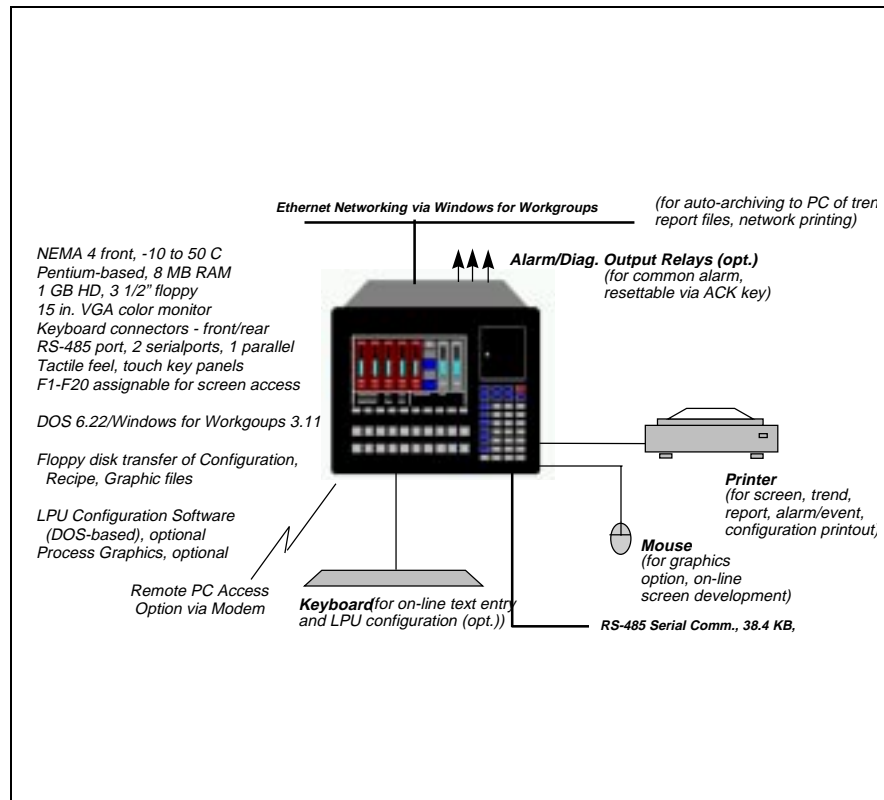 Ethernet Networking via Windows for Workgroups
(for auto-archiving to PC of tren
report files, network printing)
NEMA 4 front, -10 to 50 C
Pentium-based, 8 MB RAM
1 GB HD, 3 1/2” floppy
15 in. VGA color monitor
Keyboard connectors - front/rear
RS-485 port, 2 serialports, 1 parallel
Tactile feel, touch key panels
F1-F20 assignable for screen access
DOS 6.22/Windows for Workgoups 3.11
Floppy disk transfer of Configuration,
Recipe, Graphic files
LPU Configuration Software
(DOS-based), optional
Process Graphics, optional
Remote PC Access
Option via Modem
Alarm/Diag. Output Relays (opt.)
(for common alarm,
resettable via ACK key)
Printer
(for screen, trend,
report, alarm/event,
configuration printout)
Mouse
(for graphics
option, on-line
screen development)
Keyboard(for on-line text entry
and LPU configuration (opt.))
RS-485 Serial Comm., 38.4 KB,